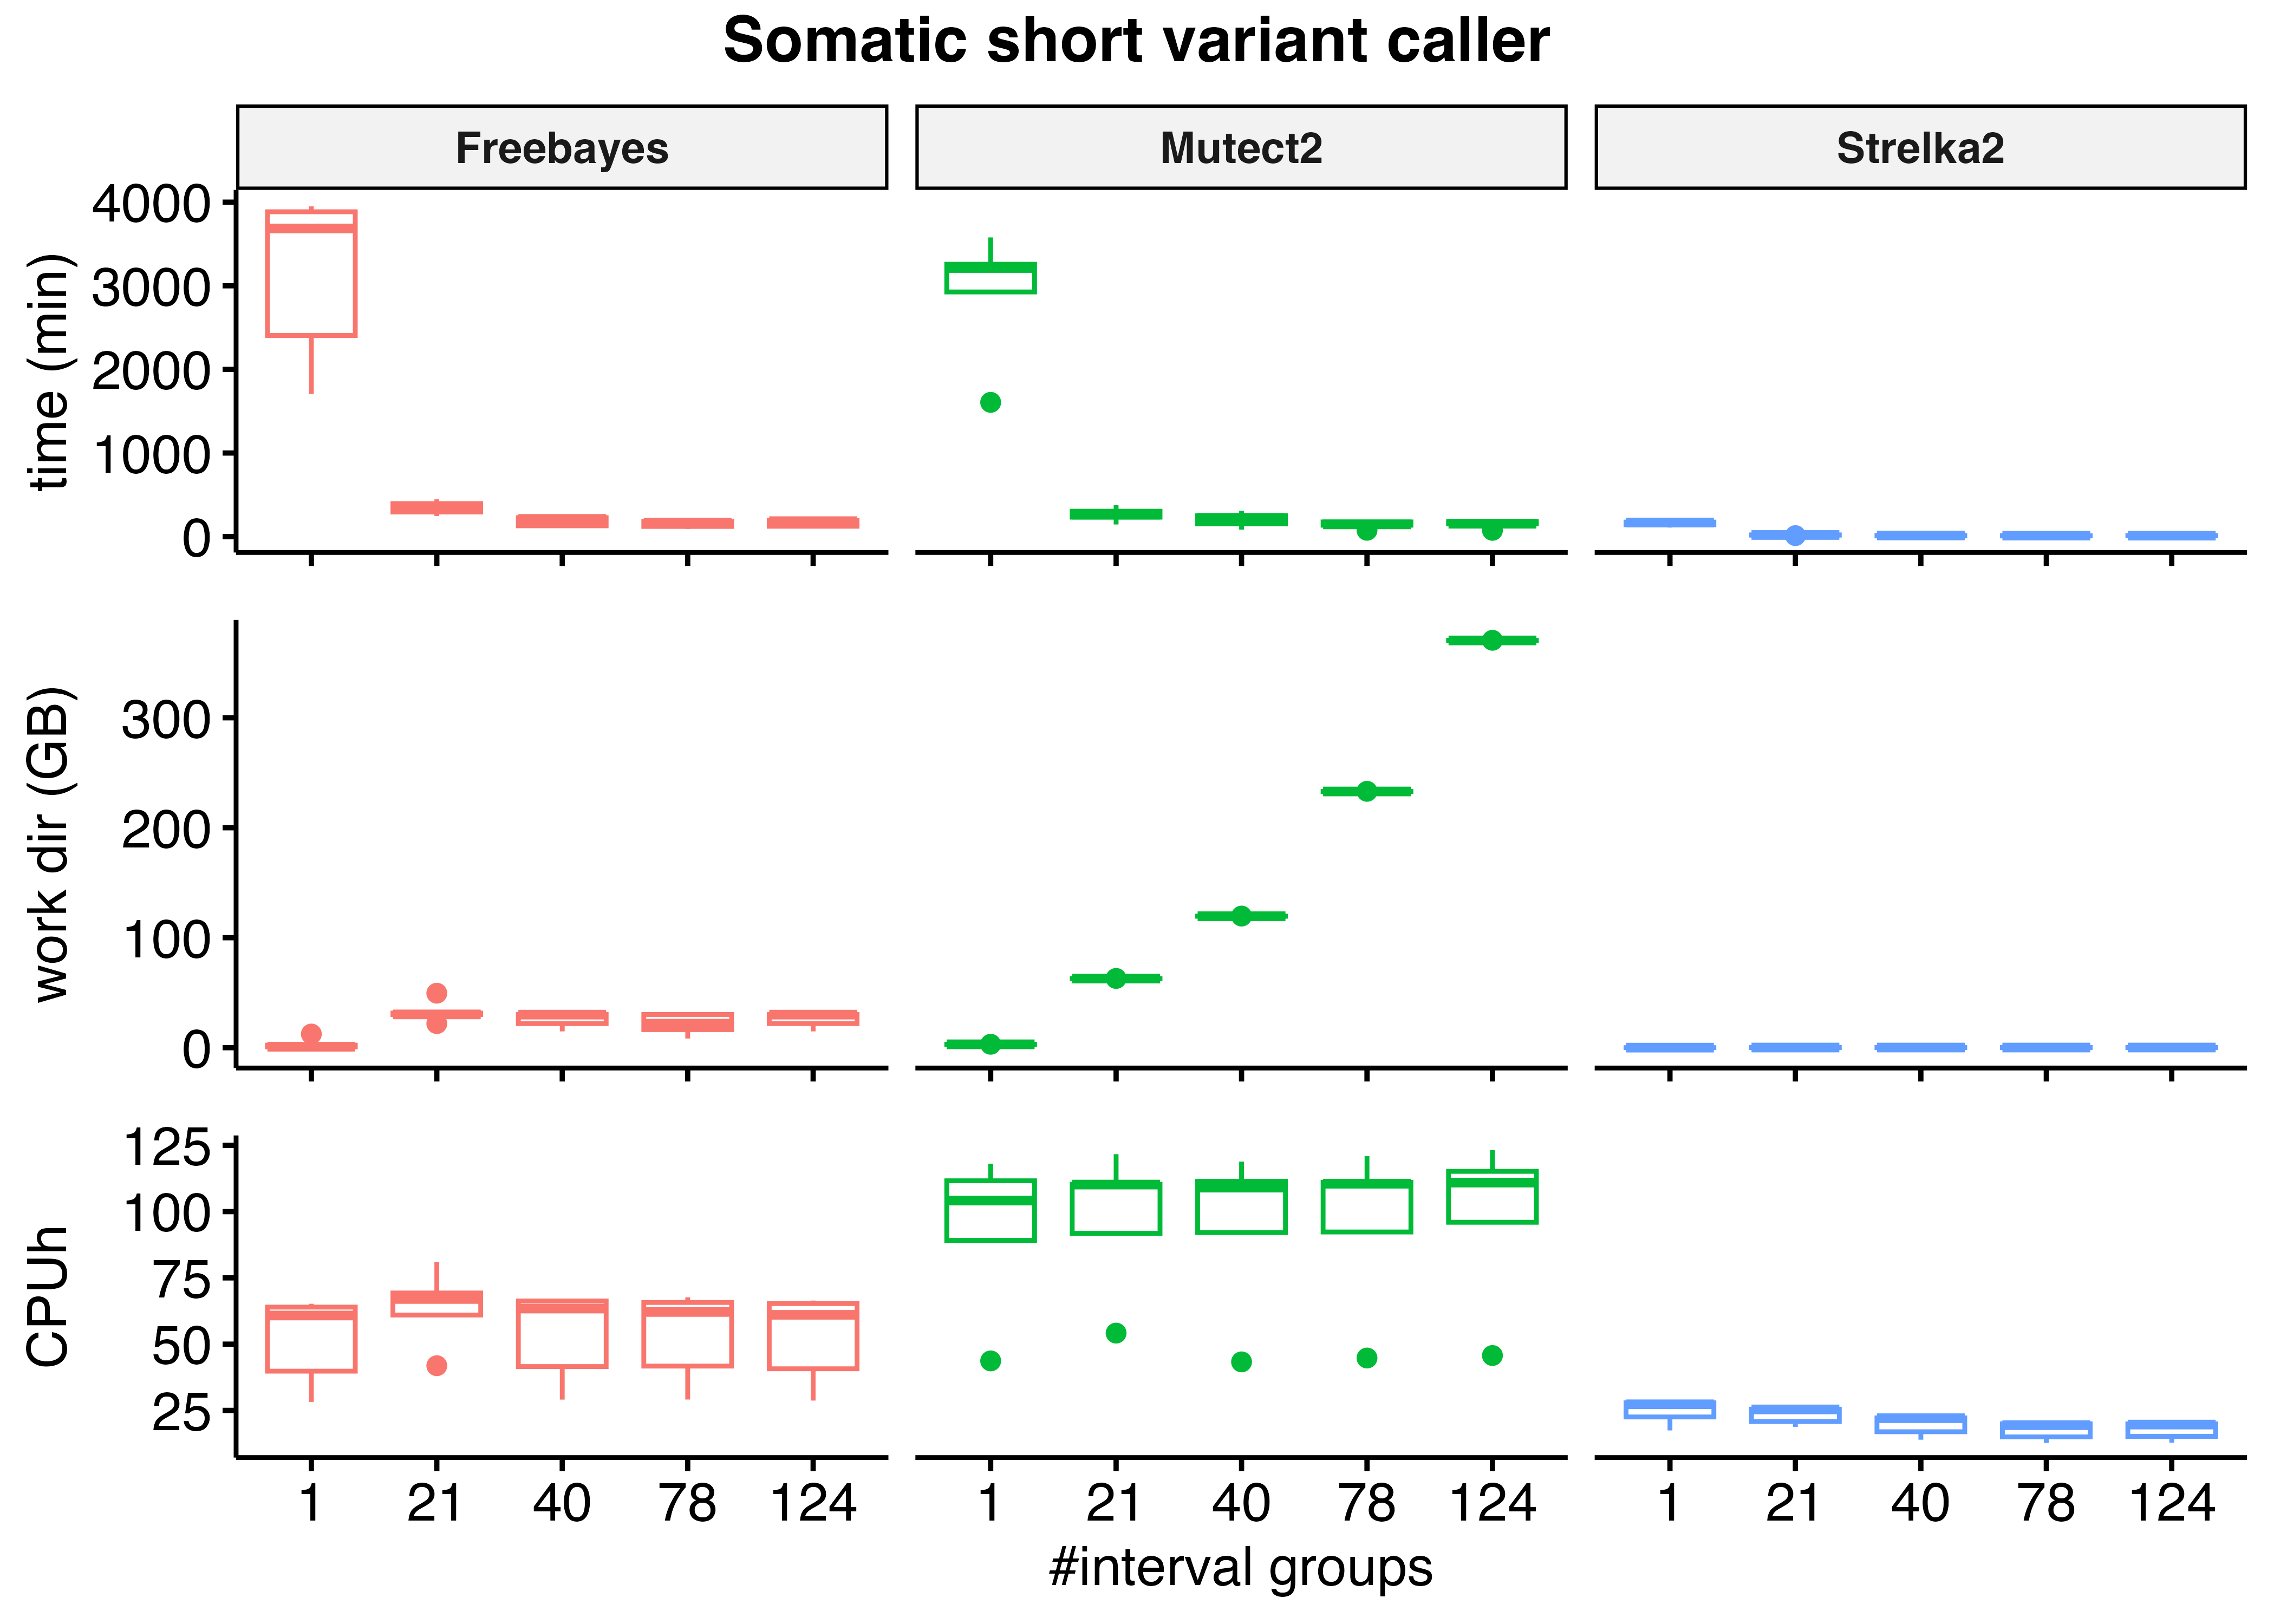 Somatic short variant caller
Freebayes Mutect2 Strelka2
time (min)
4000
3000
2000
1000
0
work dir (GB)
300
200
100
0
CPUh
125
100
75
50
25
1 21 40 78 124 1 21 40 78 124 1 21 40 78 124
#interval groups